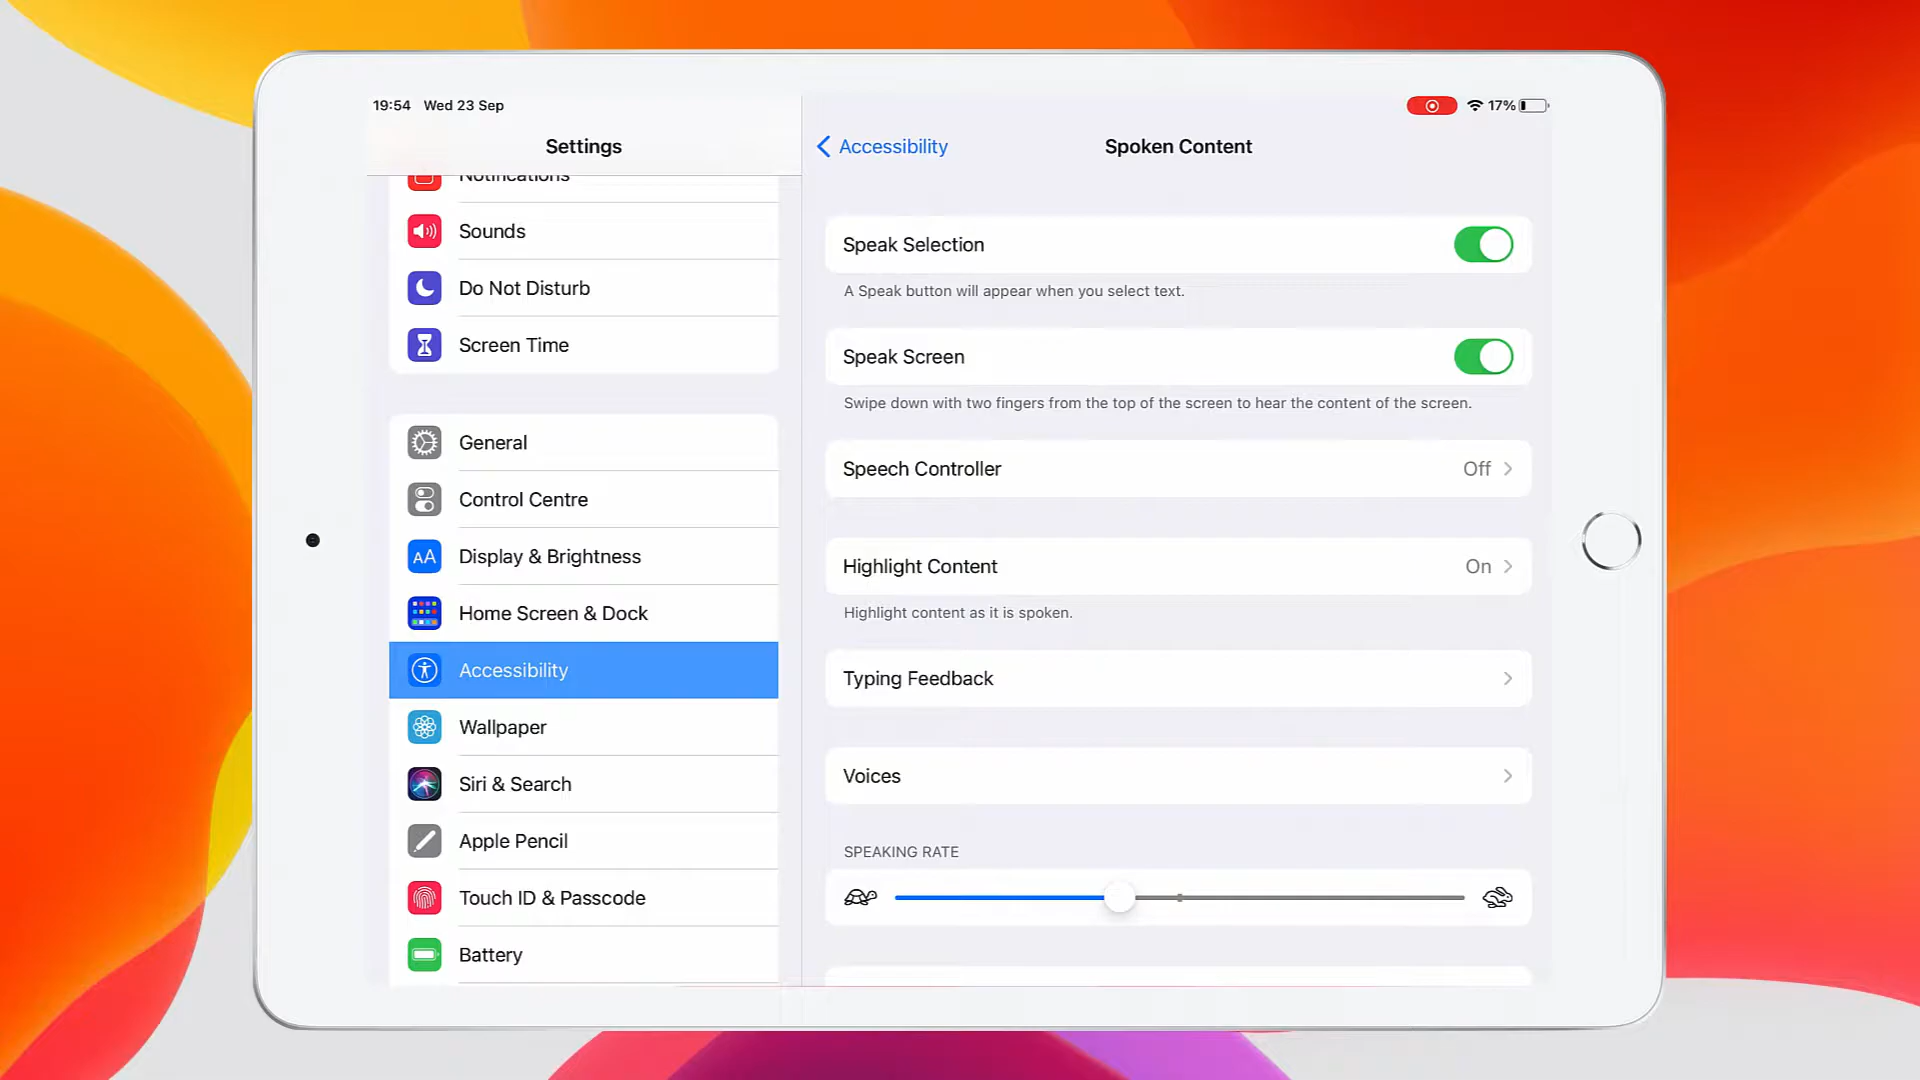 19:54 Wed 23 Sep
17%
Settings
Notifications
Sounds
Do Not Disturb
Screen Time
General
Control Centre
AA Display & Brightness
Home Screen & Dock
Accessibility
Wallpaper
Siri & Search
Apple Pencil
Touch ID & Passcode
Battery
Accessibility
Spoken Content
Speak Selection
A Speak button will appear when you select text.
Speak Screen
Swipe down with two fingers from the top of the screen to hear the content of the screen.
Speech Controller Off
Highlight Content On
Highlight content as it is spoken.
Typing Feedback
Voices
SPEAKING RATE